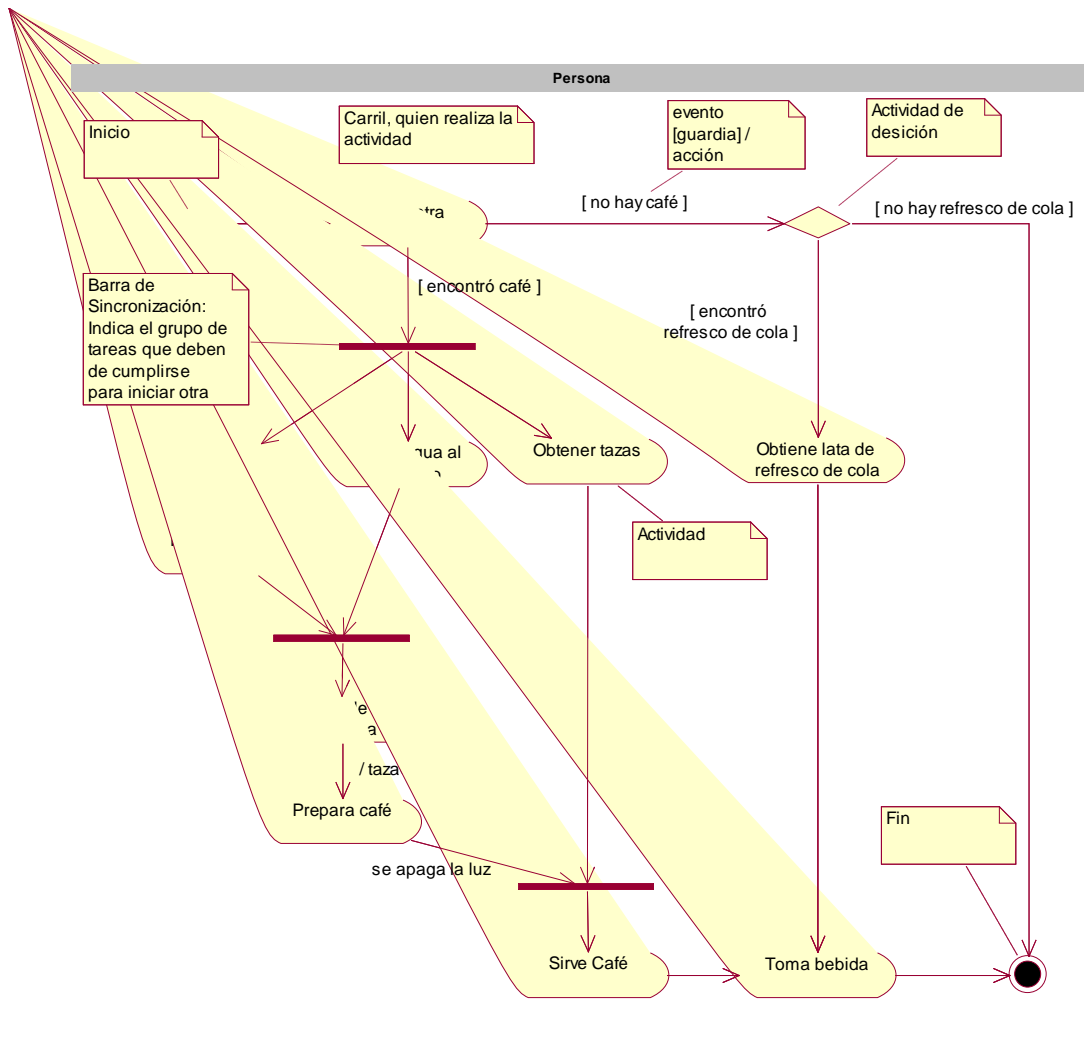 Persona
Inicio
Carril, quien realiza la
actividad
evento
[guardia] /
acción
Actividad de
desición
[ no hay café ]
[ no hay refresco de cola ]
[ encontró café ]
Barra de
Sincronización:
Indica el grupo de
tareas que deben
de cumplirse
para iniciar otra
[ encontró
refresco de cola ]
Obtener tazas
Obtiene lata de
refresco de cola
Actividad
/ taza
Prepara café
se apaga la luz
Fin
Sirve Café
Toma bebida